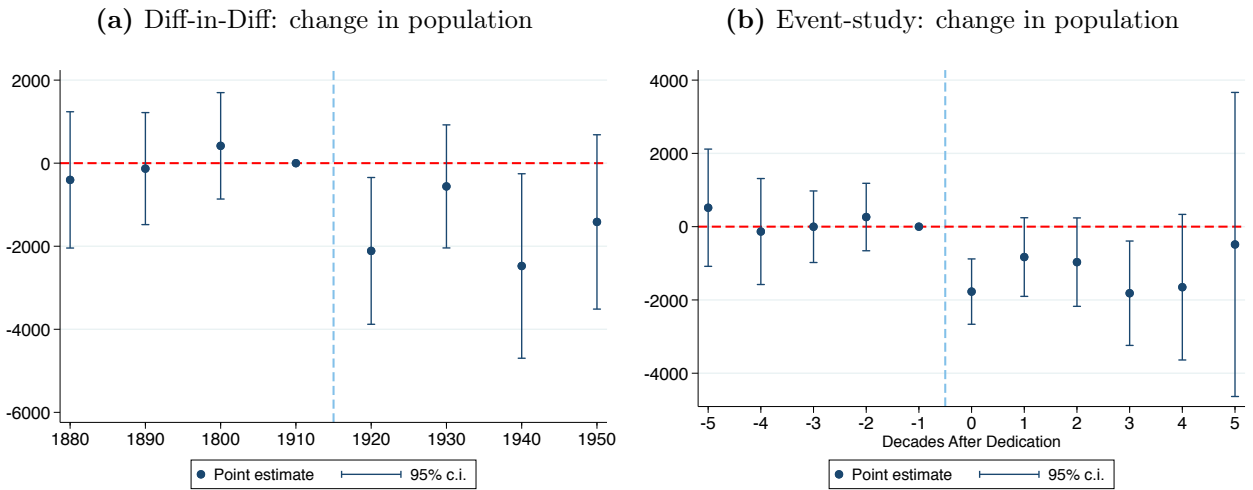 (a) Diff-in-Diff: change in population
2000
0
-2000
-4000
-6000
1880 1890 1800 1910 1920 1930 1940 1950
Point estimate 95% c.i.
(b) Event-study: change in population
4000
2000
0
-2000
-4000
-5 -4 -3 -2 -1 0 1 2 3 4 5
Decades After Dedication
Point estimate 95% c.i.